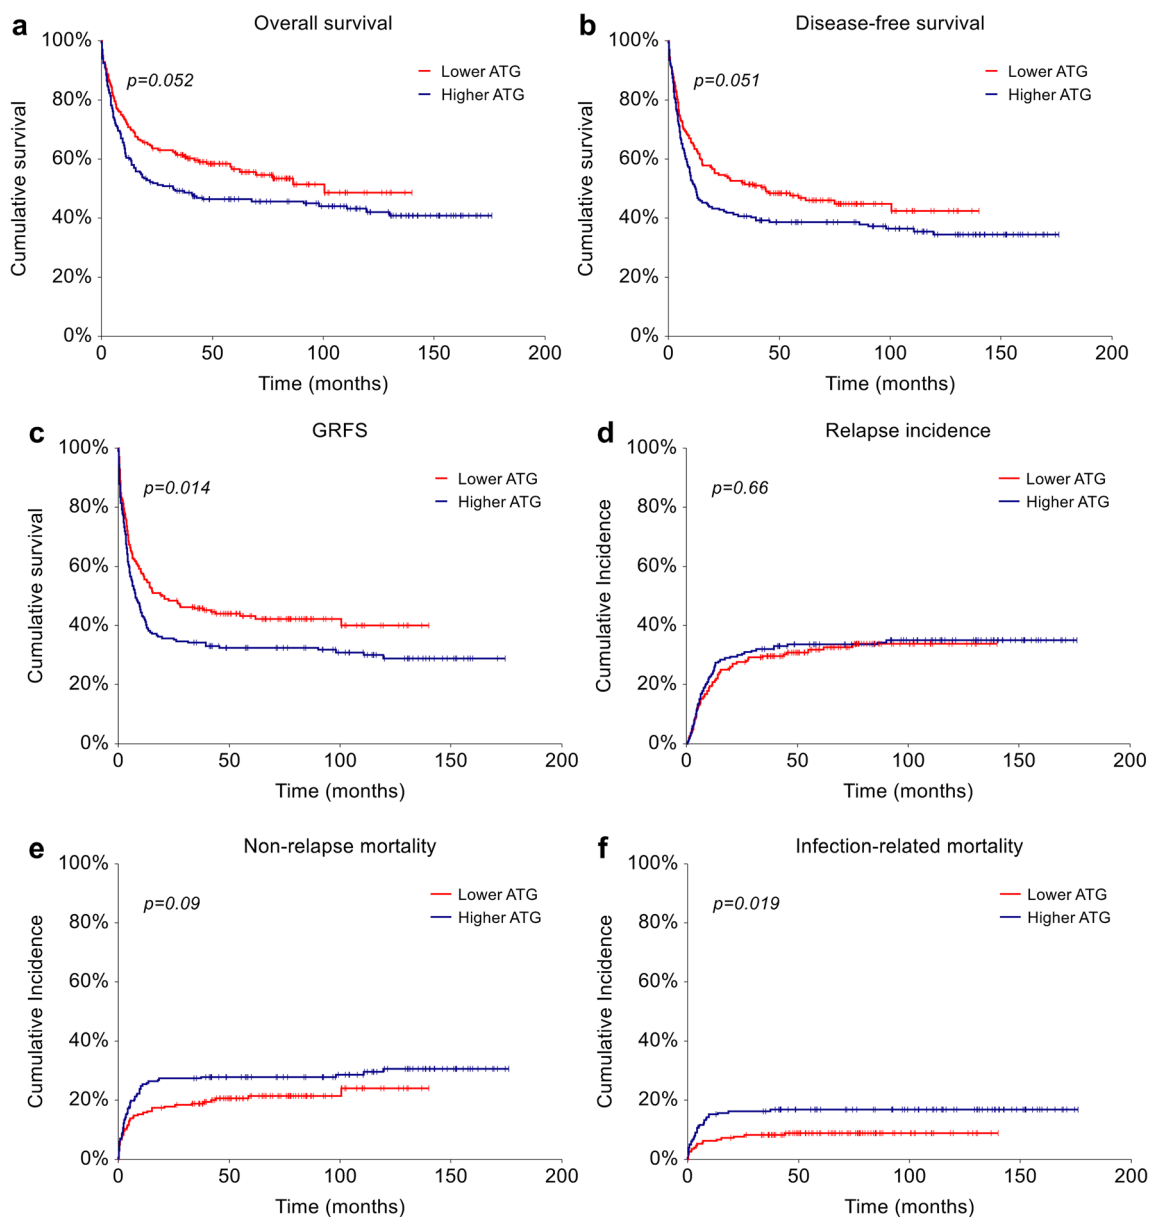 a Overall survival
100%
80%
60%
40%
20%
0%
p=0.052
Lower ATG
Higher ATG
Cumulative survival
0 50 100 150 200
Time (months)
b Disease-free survival
100%
80%
60%
40%
20%
0%
p=0.051
Lower ATG
Higher ATG
Cumulative survival
0 50 100 150 200
Time (months)
c GRFS
100%
80%
60%
40%
20%
0%
p=0.014
Lower ATG
Higher ATG
Cumulative survival
0 50 100 150 200
Time (months)
d Relapse incidence
100%
80%
60%
40%
20%
0%
p=0.66
Lower ATG
Higher ATG
Cumulative Incidence
0 50 100 150 200
Time (months)
e Non-relapse mortality
100%
80%
60%
40%
20%
0%
p=0.09
Lower ATG
Higher ATG
Cumulative Incidence
0 50 100 150 200
Time (months)
f Infection-related mortality
100%
80%
60%
40%
20%
0%
p=0.019
Lower ATG
Higher ATG
Cumulative Incidence
0 50 100 150 200
Time (months)